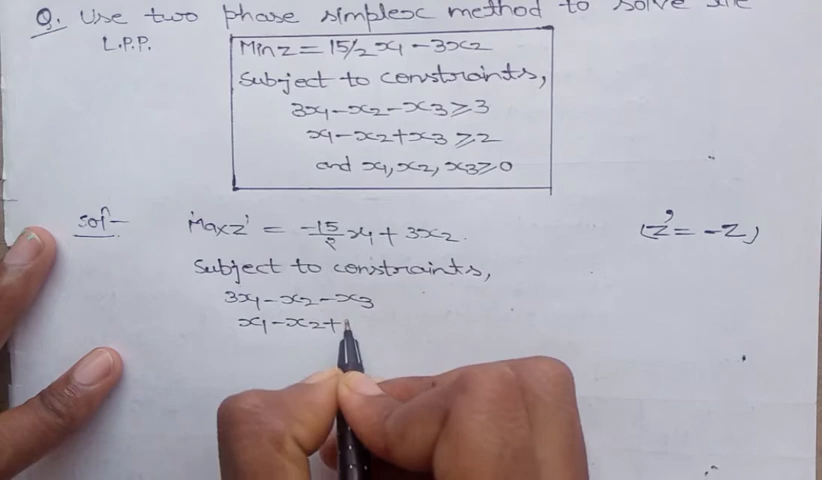 Q. Use two phase simplex method to solve the
L.P.P.
Min z = 15/2 x1 - 3x2
Subject to constraints,
3x1 - x2 - x3 ≥ 3
x1 - x2 + x3 ≥ 2
and x1, x2, x3 ≥ 0
Sol- Max z' = -15/2 x1 + 3x2. (z' = -z)
Subject to constraints,
3x1 - x2 - x3
x1 - x2 +